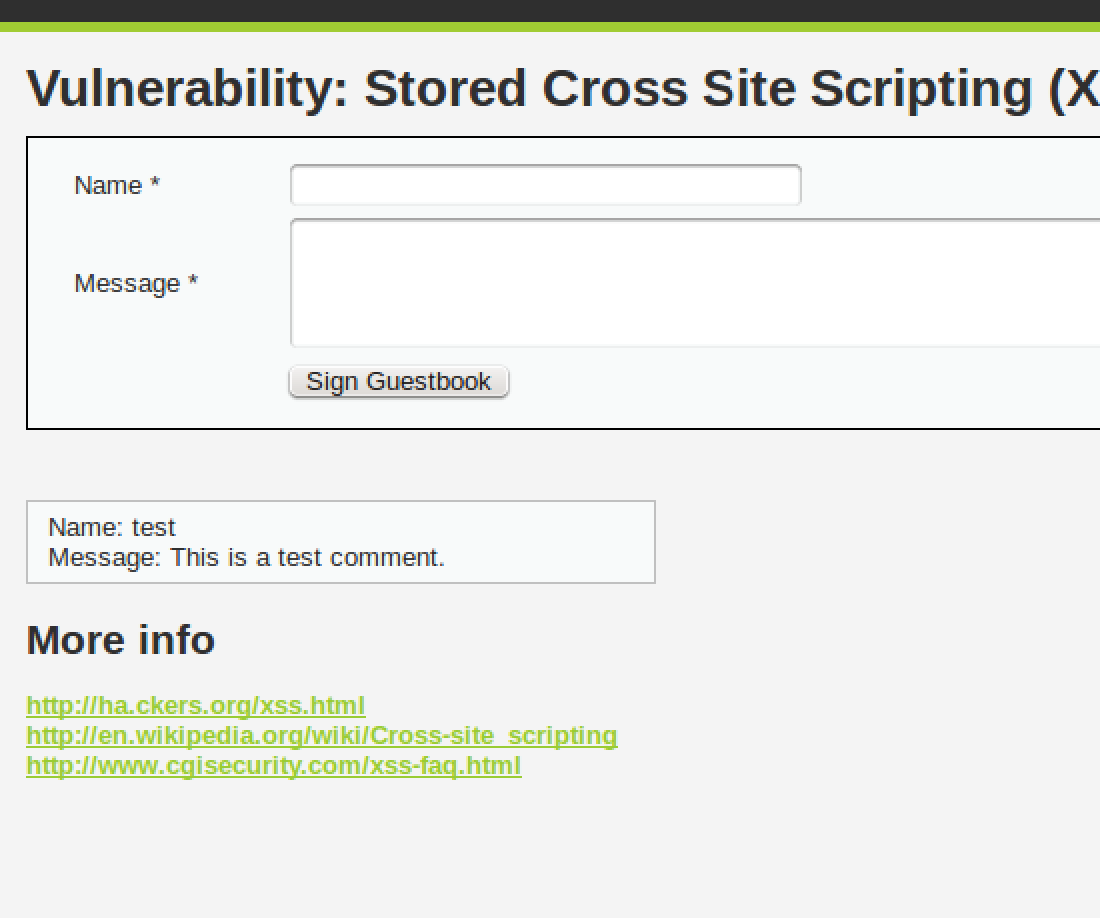 Vulnerability: Stored Cross Site Scripting (X
Name *
Message *
Sign Guestbook
Name: test
Message: This is a test comment.
More info
http://ha.ckers.org/xss.html
http://en.wikipedia.org/wiki/Cross-site_scripting
http://www.cgisecurity.com/xss-faq.html